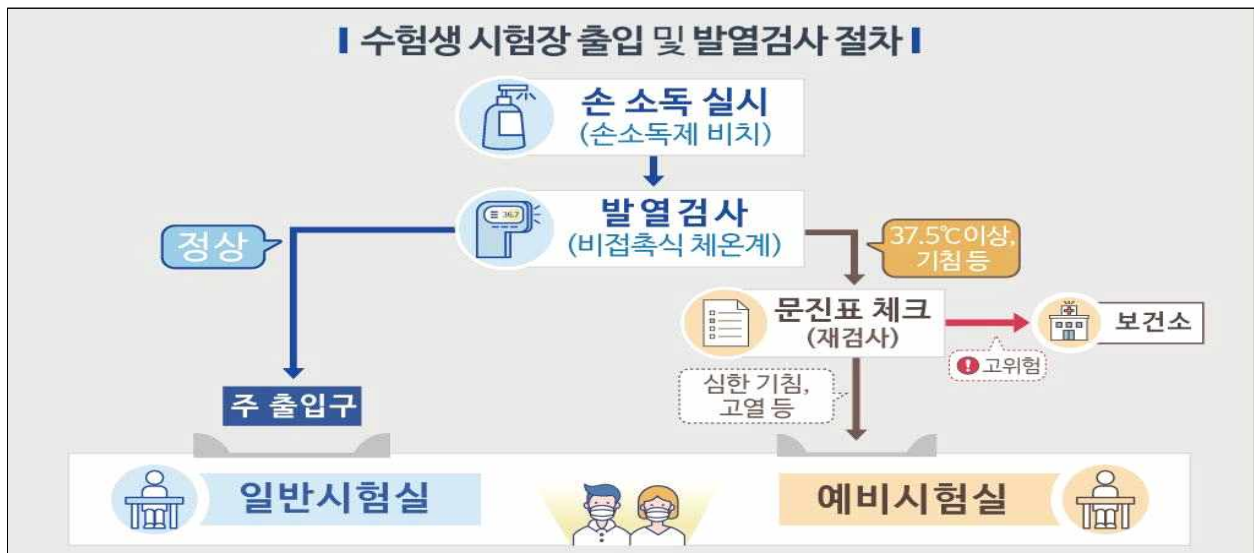 수험생 시험장 출입 및 발열검사 절차
손 소독 실시
(손소독제 비치)
발열검사
(비접촉식 체온계)
36.7
정상
37.5℃이상,
기침 등
문진표 체크
(재검사)
보건소
고위험
심한 기침,
고열 등
주 출입구
일반시험실
예비시험실